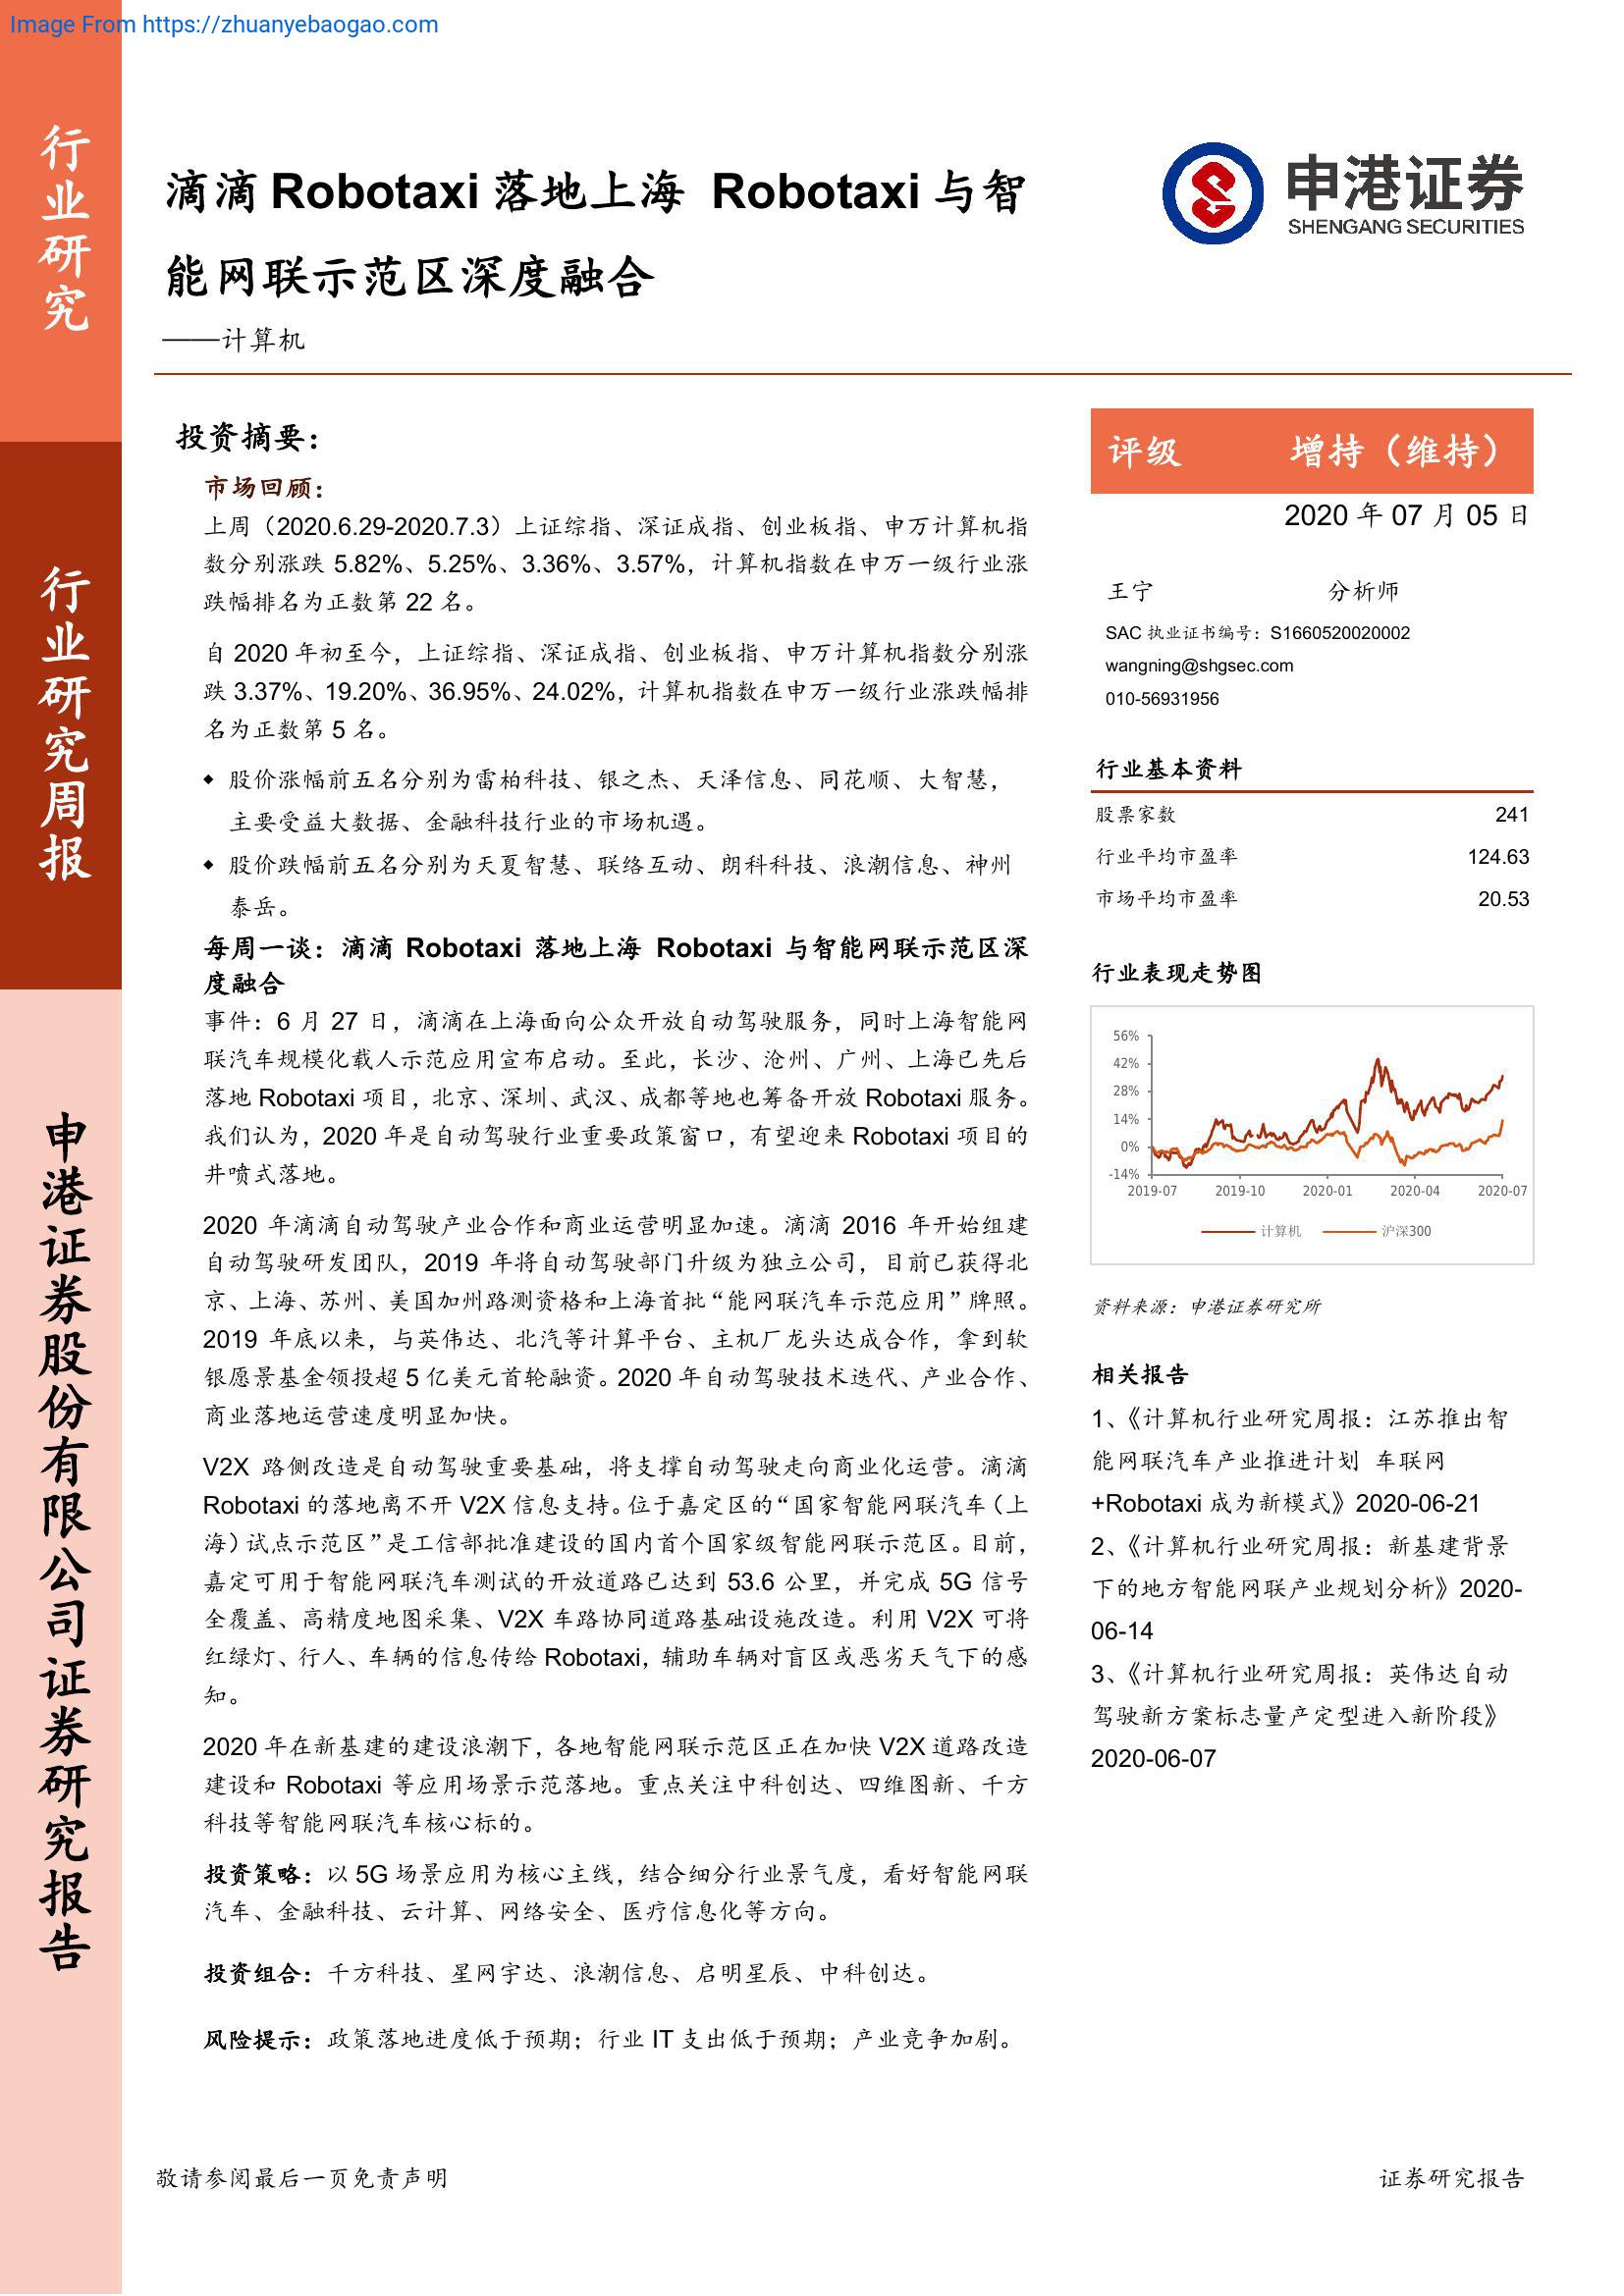 Image From https://zhuanyebaogao.com
行业研究
行业研究周报
申港证券股份有限公司证券研究报告
滴滴 Robotaxi 落地上海 Robotaxi 与智
能网联示范区深度融合
——计算机
申港证券
SHENGANG SECURITIES
投资摘要：
市场回顾：
上周（2020.6.29-2020.7.3）上证综指、深证成指、创业板指、申万计算机指
数分别涨跌 5.82%、5.25%、3.36%、3.57%，计算机指数在申万一级行业涨
跌幅排名为正数第 22 名。
自 2020 年初至今，上证综指、深证成指、创业板指、申万计算机指数分别涨
跌 3.37%、19.20%、36.95%、24.02%，计算机指数在申万一级行业涨跌幅排
名为正数第 5 名。
◆ 股价涨幅前五名分别为雷柏科技、银之杰、天泽信息、同花顺、大智慧，
主要受益大数据、金融科技行业的市场机遇。
◆ 股价跌幅前五名分别为天夏智慧、联络互动、朗科科技、浪潮信息、神州
泰岳。
每周一谈：滴滴 Robotaxi 落地上海 Robotaxi 与智能网联示范区深
度融合
事件：6 月 27 日，滴滴在上海面向公众开放自动驾驶服务，同时上海智能网
联汽车规模化载人示范应用宣布启动。至此，长沙、沧州、广州、上海已先后
落地 Robotaxi 项目，北京、深圳、武汉、成都等地也筹备开放 Robotaxi 服务。
我们认为，2020 年是自动驾驶行业重要政策窗口，有望迎来 Robotaxi 项目的
井喷式落地。
2020 年滴滴自动驾驶产业合作和商业运营明显加速。滴滴 2016 年开始组建
自动驾驶研发团队，2019 年将自动驾驶部门升级为独立公司，目前已获得北
京、上海、苏州、美国加州路测资格和上海首批“能网联汽车示范应用”牌照。
2019 年底以来，与英伟达、北汽等计算平台、主机厂龙头达成合作，拿到软
银愿景基金领投超 5 亿美元首轮融资。2020 年自动驾驶技术迭代、产业合作、
商业落地运营速度明显加快。
V2X 路侧改造是自动驾驶重要基础，将支撑自动驾驶走向商业化运营。滴滴
Robotaxi 的落地离不开 V2X 信息支持。位于嘉定区的“国家智能网联汽车（上
海）试点示范区”是工信部批准建设的国内首个国家级智能网联示范区。目前，
嘉定可用于智能网联汽车测试的开放道路已达到 53.6 公里，并完成 5G 信号
全覆盖、高精度地图采集、V2X 车路协同道路基础设施改造。利用 V2X 可将
红绿灯、行人、车辆的信息传给 Robotaxi，辅助车辆对盲区或恶劣天气下的感
知。
2020 年在新基建的建设浪潮下，各地智能网联示范区正在加快 V2X 道路改造
建设和 Robotaxi 等应用场景示范落地。重点关注中科创达、四维图新、千方
科技等智能网联汽车核心标的。
投资策略：以 5G 场景应用为核心主线，结合细分行业景气度，看好智能网联
汽车、金融科技、云计算、网络安全、医疗信息化等方向。
投资组合：千方科技、星网宇达、浪潮信息、启明星辰、中科创达。
风险提示：政策落地进度低于预期；行业 IT 支出低于预期；产业竞争加剧。
评级 增持（维持）
2020 年 07 月 05 日
王宁 分析师
SAC 执业证书编号：S1660520020002
wangning@shgsec.com
010-56931956
行业基本资料
股票家数 241
行业平均市盈率 124.63
市场平均市盈率 20.53
行业表现走势图
56%
42%
28%
14%
0%
-14%
2019-07 2019-10 2020-01 2020-04 2020-07
计算机 沪深300
资料来源：申港证券研究所
相关报告
1、《计算机行业研究周报：江苏推出智
能网联汽车产业推进计划 车联网
+Robotaxi 成为新模式》2020-06-21
2、《计算机行业研究周报：新基建背景
下的地方智能网联产业规划分析》2020-
06-14
3、《计算机行业研究周报：英伟达自动
驾驶新方案标志量产定型进入新阶段》
2020-06-07
敬请参阅最后一页免责声明
证券研究报告